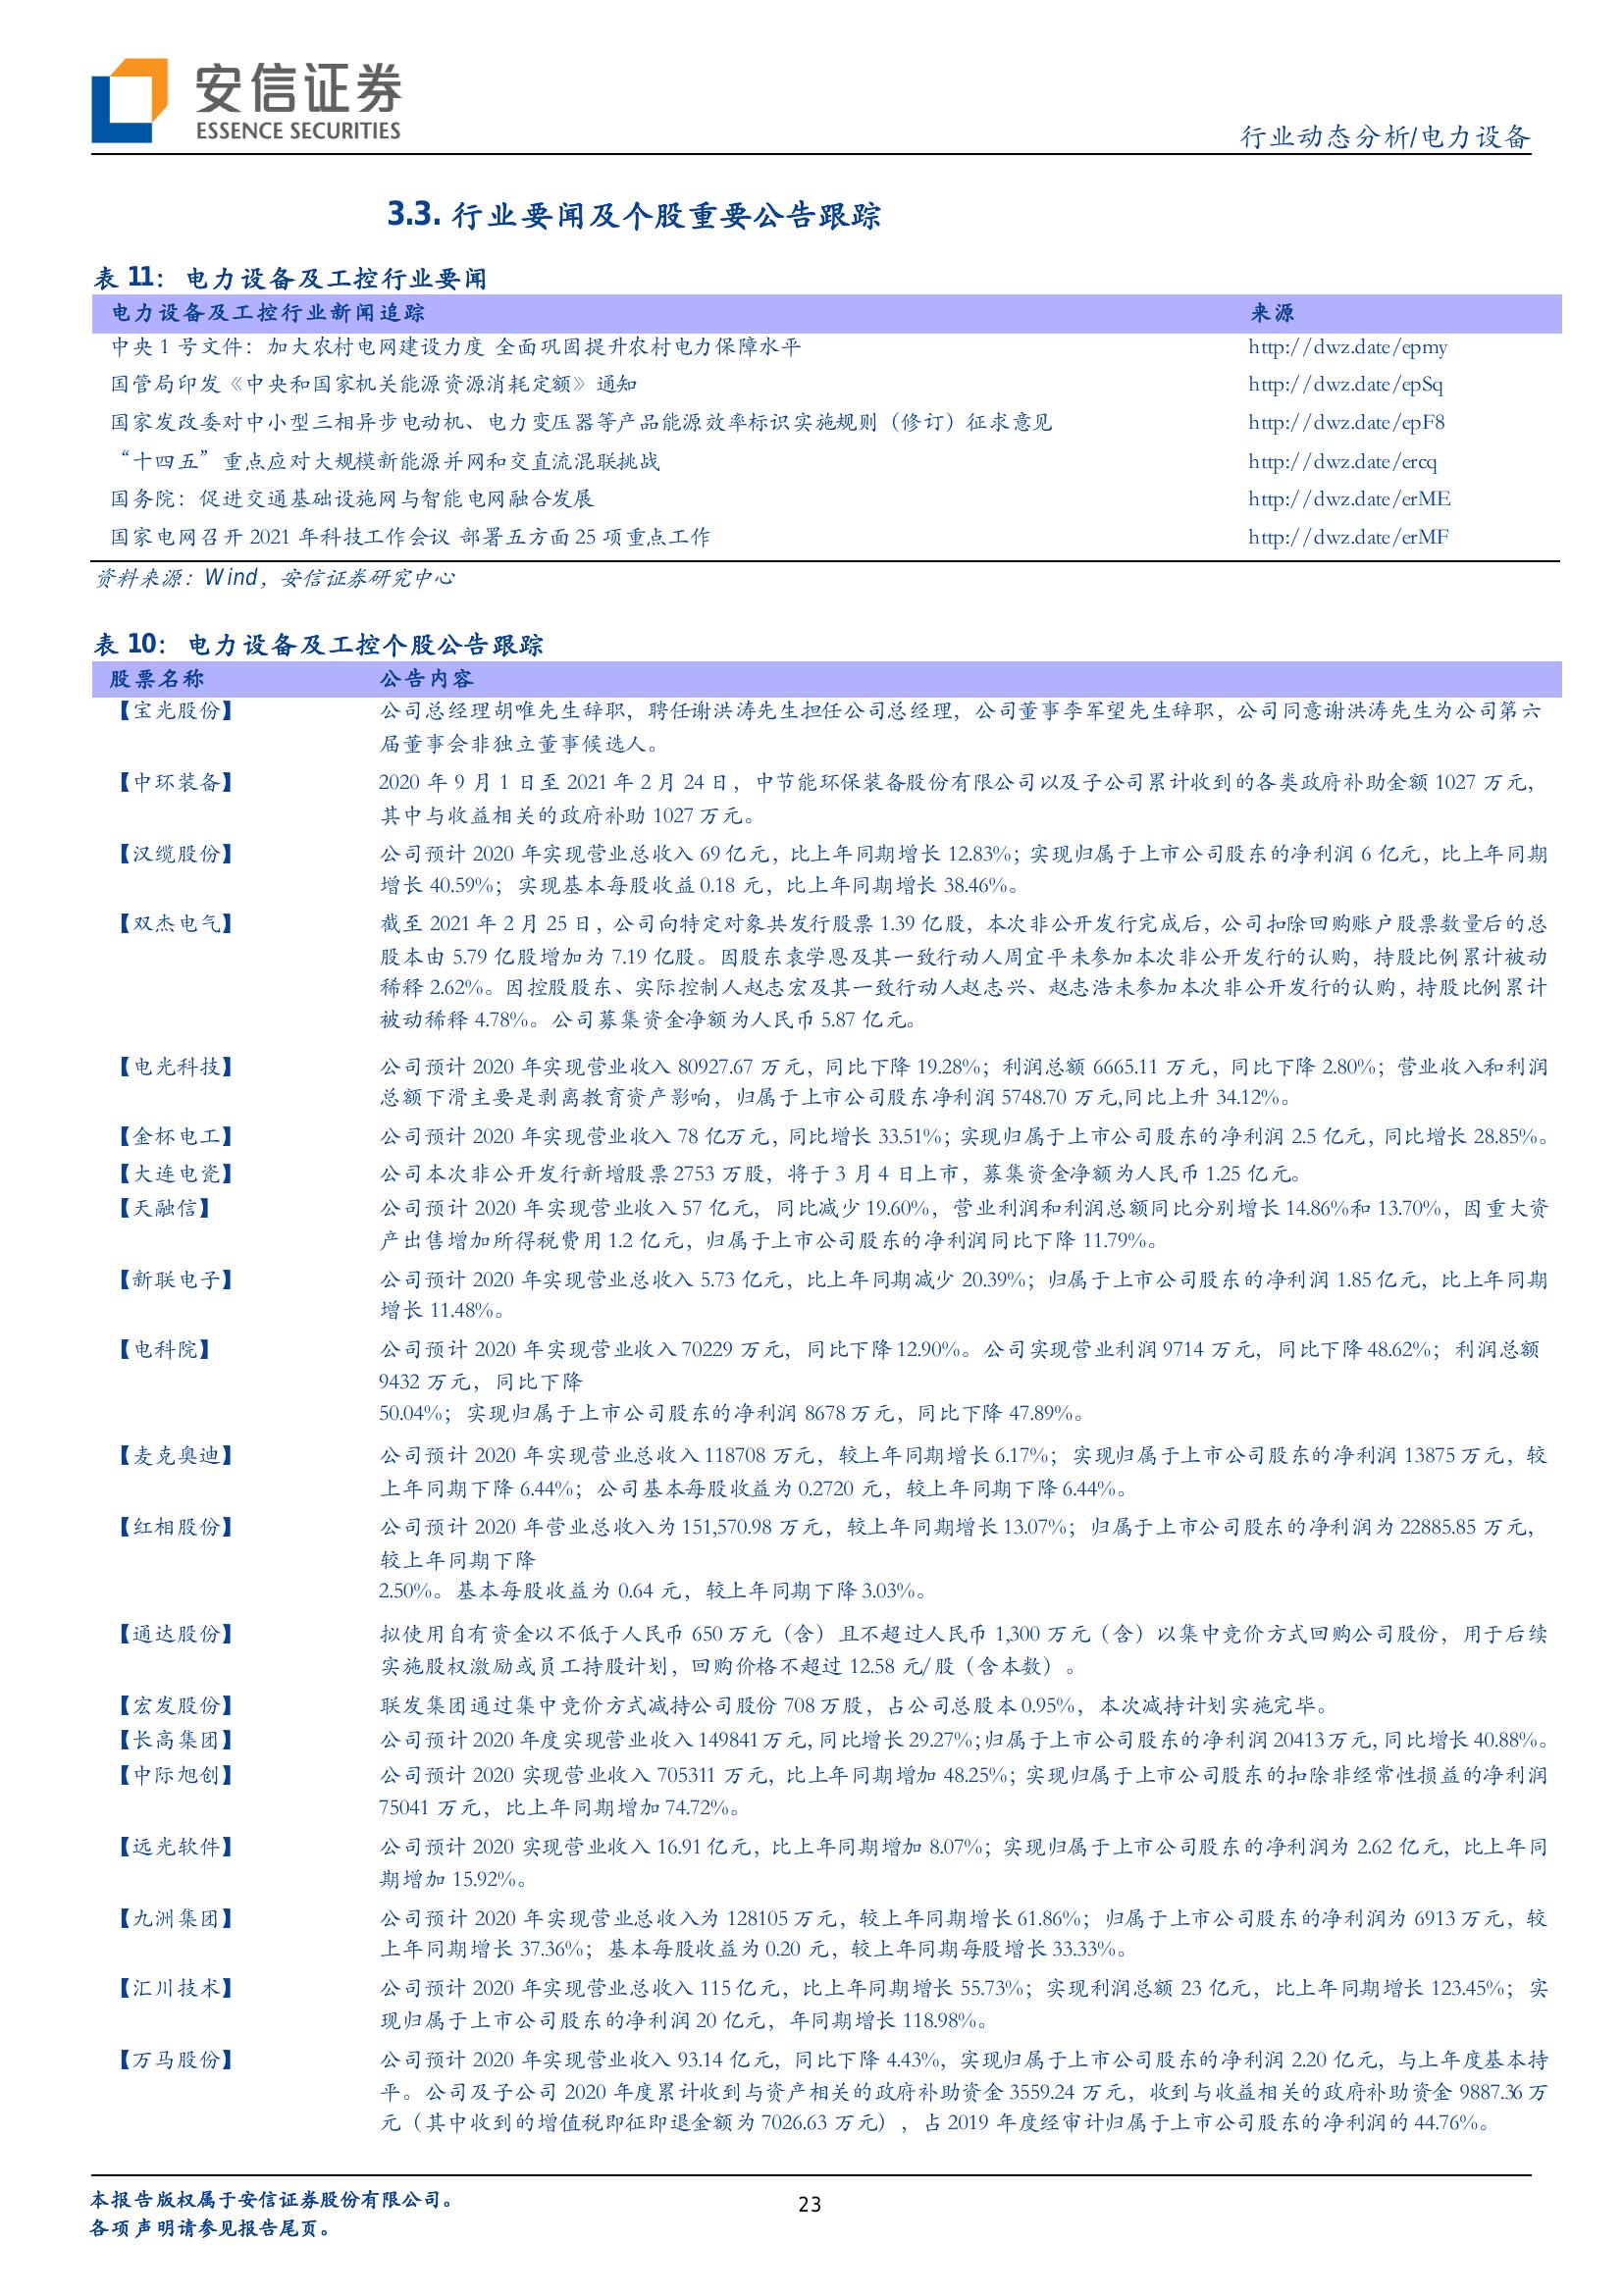 安信证券
ESSENCE SECURITIES
行业动态分析/电力设备
3.3. 行业要闻及个股重要公告跟踪
表 11： 电力设备及工控行业要闻
电力设备及工控行业新闻追踪 来源
中央 1 号文件：加大农村电网建设力度 全面巩固提升农村电力保障水平 http://dwz.date/epmy
国管局印发《中央和国家机关能源资源消耗定额》通知 http://dwz.date/epSq
国家发改委对中小型三相异步电动机、电力变压器等产品能源效率标识实施规则（修订）征求意见 http://dwz.date/epF8
“十四五”重点应对大规模新能源并网和交直流混联挑战 http://dwz.date/ercq
国务院：促进交通基础设施网与智能电网融合发展 http://dwz.date/erME
国家电网召开 2021 年科技工作会议 部署五方面 25 项重点工作 http://dwz.date/erMF
资料来源：Wind，安信证券研究中心
表 10： 电力设备及工控个股公告跟踪
股票名称 公告内容
【宝光股份】 公司总经理胡唯先生辞职，聘任谢洪涛先生担任公司总经理，公司董事李军望先生辞职，公司同意谢洪涛先生为公司第六
届董事会非独立董事候选人。
【中环装备】 2020 年 9 月 1 日至 2021 年 2 月 24 日，中节能环保装备股份有限公司以及子公司累计收到的各类政府补助金额 1027 万元，
其中与收益相关的政府补助 1027 万元。
【汉缆股份】 公司预计 2020 年实现营业总收入 69 亿元，比上年同期增长 12.83%；实现归属于上市公司股东的净利润 6 亿元，比上年同期
增长 40.59%；实现基本每股收益 0.18 元，比上年同期增长 38.46%。
【双杰电气】 截至 2021 年 2 月 25 日，公司向特定对象共发行股票 1.39 亿股，本次非公开发行完成后，公司扣除回购账户股票数量后的总
股本由 5.79 亿股增加为 7.19 亿股。因股东袁学恩及其一致行动人周宜平未参加本次非公开发行的认购，持股比例累计被动
稀释 2.62%。因控股股东、实际控制人赵志宏及其一致行动人赵志兴、赵志浩未参加本次非公开发行的认购，持股比例累计
被动稀释 4.78%。公司募集资金净额为人民币 5.87 亿元。
【电光科技】 公司预计 2020 年实现营业收入 80927.67 万元，同比下降 19.28%；利润总额 6665.11 万元，同比下降 2.80%；营业收入和利润
总额下滑主要是剥离教育资产影响，归属于上市公司股东净利润 5748.70 万元,同比上升 34.12%。
【金杯电工】 公司预计 2020 年实现营业收入 78 亿万元，同比增长 33.51%；实现归属于上市公司股东的净利润 2.5 亿元，同比增长 28.85%。
【大连电瓷】 公司本次非公开发行新增股票 2753 万股，将于 3 月 4 日上市，募集资金净额为人民币 1.25 亿元。
【天融信】 公司预计 2020 年实现营业收入 57 亿元，同比减少 19.60%，营业利润和利润总额同比分别增长 14.86%和 13.70%，因重大资
产出售增加所得税费用 1.2 亿元，归属于上市公司股东的净利润同比下降 11.79%。
【新联电子】 公司预计 2020 年实现营业总收入 5.73 亿元，比上年同期减少 20.39%；归属于上市公司股东的净利润 1.85 亿元，比上年同期
增长 11.48%。
【电科院】 公司预计 2020 年实现营业收入 70229 万元，同比下降 12.90%。公司实现营业利润 9714 万元，同比下降 48.62%；利润总额
9432 万元，同比下降
50.04%；实现归属于上市公司股东的净利润 8678 万元，同比下降 47.89%。
【麦克奥迪】 公司预计 2020 年实现营业总收入 118708 万元，较上年同期增长 6.17%；实现归属于上市公司股东的净利润 13875 万元，较
上年同期下降 6.44%；公司基本每股收益为 0.2720 元，较上年同期下降 6.44%。
【红相股份】 公司预计 2020 年营业总收入为 151,570.98 万元，较上年同期增长 13.07%；归属于上市公司股东的净利润为 22885.85 万元，
较上年同期下降
2.50%。基本每股收益为 0.64 元，较上年同期下降 3.03%。
【通达股份】 拟使用自有资金以不低于人民币 650 万元（含）且不超过人民币 1,300 万元（含）以集中竞价方式回购公司股份，用于后续
实施股权激励或员工持股计划，回购价格不超过 12.58 元/股（含本数）。
【宏发股份】 联发集团通过集中竞价方式减持公司股份 708 万股，占公司总股本 0.95%，本次减持计划实施完毕。
【长高集团】 公司预计 2020 年度实现营业收入 149841 万元,同比增长 29.27%;归属于上市公司股东的净利润 20413 万元,同比增长 40.88%。
【中际旭创】 公司预计 2020 实现营业收入 705311 万元，比上年同期增加 48.25%；实现归属于上市公司股东的扣除非经常性损益的净利润
75041 万元，比上年同期增加 74.72%。
【远光软件】 公司预计 2020 实现营业收入 16.91 亿元，比上年同期增加 8.07%；实现归属于上市公司股东的净利润为 2.62 亿元，比上年同
期增加 15.92%。
【九洲集团】 公司预计 2020 年实现营业总收入为 128105 万元，较上年同期增长 61.86%；归属于上市公司股东的净利润为 6913 万元，较
上年同期增长 37.36%；基本每股收益为 0.20 元，较上年同期每股增长 33.33%。
【汇川技术】 公司预计 2020 年实现营业总收入 115 亿元，比上年同期增长 55.73%；实现利润总额 23 亿元，比上年同期增长 123.45%；实
现归属于上市公司股东的净利润 20 亿元，年同期增长 118.98%。
【万马股份】 公司预计 2020 年实现营业收入 93.14 亿元，同比下降 4.43%，实现归属于上市公司股东的净利润 2.20 亿元，与上年度基本持
平。公司及子公司 2020 年度累计收到与资产相关的政府补助资金 3559.24 万元，收到与收益相关的政府补助资金 9887.36 万
元（其中收到的增值税即征即退金额为 7026.63 万元），占 2019 年度经审计归属于上市公司股东的净利润的 44.76%。
本报告版权属于安信证券股份有限公司。
23
各项声明请参见报告尾页。